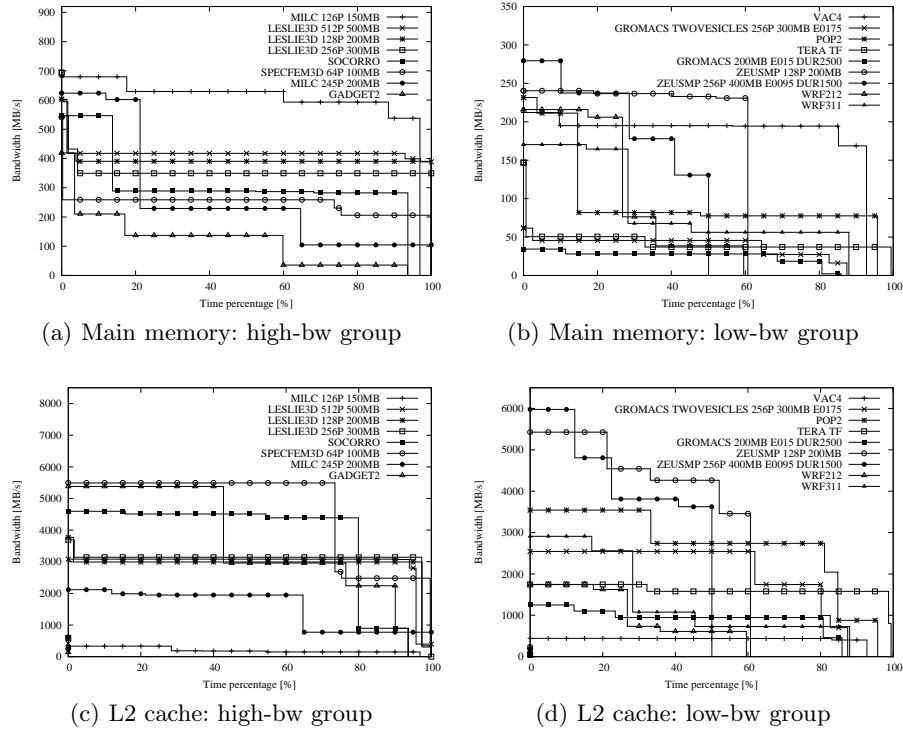 900
800
700
600
500
400
300
200
100
0
Bandwidth [MB/s]
0 20 40 60 80 100
Time percentage [%]
MILC 126P 150MB
LESLIE3D 512P 500MB
LESLIE3D 128P 200MB
LESLIE3D 256P 300MB
SOCORRO
SPECFEM3D 64P 100MB
MILC 245P 200MB
GADGET2
(a) Main memory: high-bw group
350
300
250
200
150
100
50
0
Bandwidth [MB/s]
0 20 40 60 80 100
Time percentage [%]
VAC4
GROMACS TWOVESICLES 256P 300MB E0175
POP2
TERA TF
GROMACS 200MB E015 DUR2500
ZEUSMP 128P 200MB
ZEUSMP 256P 400MB E0095 DUR1500
WRF212
WRF311
(b) Main memory: low-bw group
8000
7000
6000
5000
4000
3000
2000
1000
0
Bandwidth [MB/s]
0 20 40 60 80 100
Time percentage [%]
MILC 126P 150MB
LESLIE3D 512P 500MB
LESLIE3D 128P 200MB
LESLIE3D 256P 300MB
SOCORRO
SPECFEM3D 64P 100MB
MILC 245P 200MB
GADGET2
(c) L2 cache: high-bw group
6000
5000
4000
3000
2000
1000
0
Bandwidth [MB/s]
0 20 40 60 80 100
Time percentage [%]
VAC4
GROMACS TWOVESICLES 256P 300MB E0175
POP2
TERA TF
GROMACS 200MB E015 DUR2500
ZEUSMP 128P 200MB
ZEUSMP 256P 400MB E0095 DUR1500
WRF212
WRF311
(d) L2 cache: low-bw group